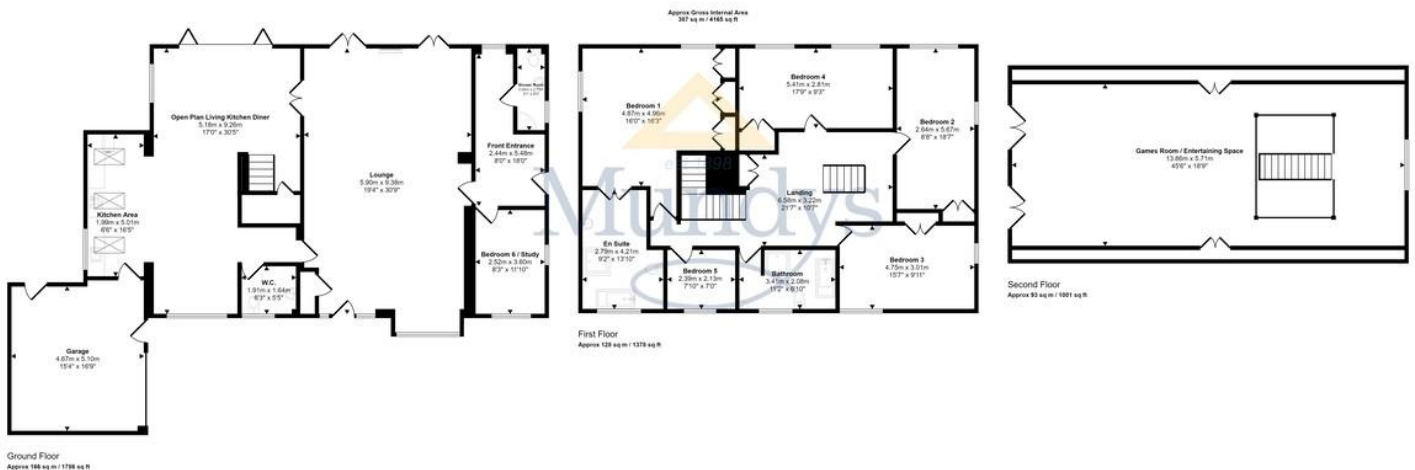 Approx Gross Internal Area
387 sq m / 4165 sq ft
Open Plan Living Kitchen Diner
5.18m x 9.26m
17'0" x 30'5"
Kitchen Area
1.99m x 5.01m
6'6" x 16'5"
Garage
4.67m x 5.10m
15'4" x 16'9"
W.C.
1.91m x 1.64m
6'3" x 5'5"
Lounge
5.90m x 9.38m
19'4" x 30'9"
Shower Room
Front Entrance
2.44m x 5.48m
8'0" x 18'0"
Bedroom 6 / Study
2.52m x 3.60m
8'3" x 11'10"
Ground Floor
Approx 166 sq m / 1786 sq ft
Bedroom 1
4.87m x 4.96m
16'0" x 16'3"
Bedroom 4
5.41m x 2.81m
17'9" x 9'3"
Bedroom 2
2.64m x 5.67m
8'8" x 18'7"
Landing
6.58m x 3.22m
21'7" x 10'7"
En Suite
2.79m x 4.21m
9'2" x 13'10"
Bedroom 5
2.39m x 2.13m
7'10" x 7'0"
Bathroom
3.41m x 2.08m
11'2" x 6'10"
Bedroom 3
4.75m x 3.01m
15'7" x 9'11"
Mundys
First Floor
Approx 128 sq m / 1378 sq ft
Games Room / Entertaining Space
13.86m x 5.71m
45'6" x 18'9"
Second Floor
Approx 93 sq m / 1001 sq ft